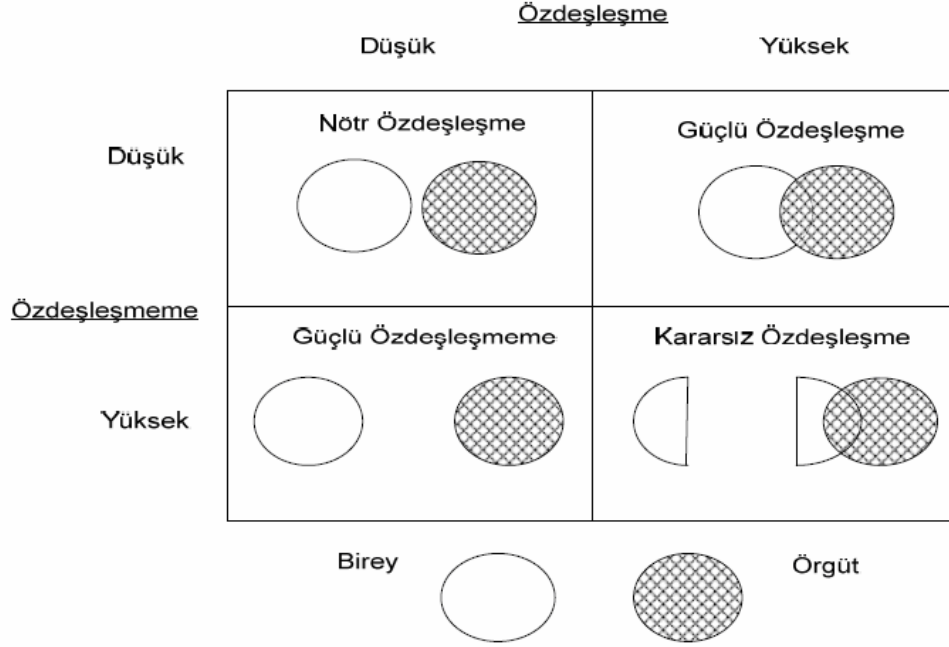 Özdeşleşme
Düşük Yüksek
Nötr Özdeşleşme Güçlü Özdeşleşme
Düşük
Özdeşleşmeme
Güçlü Özdeşleşmeme Kararsız Özdeşleşme
Yüksek
Birey Örgüt